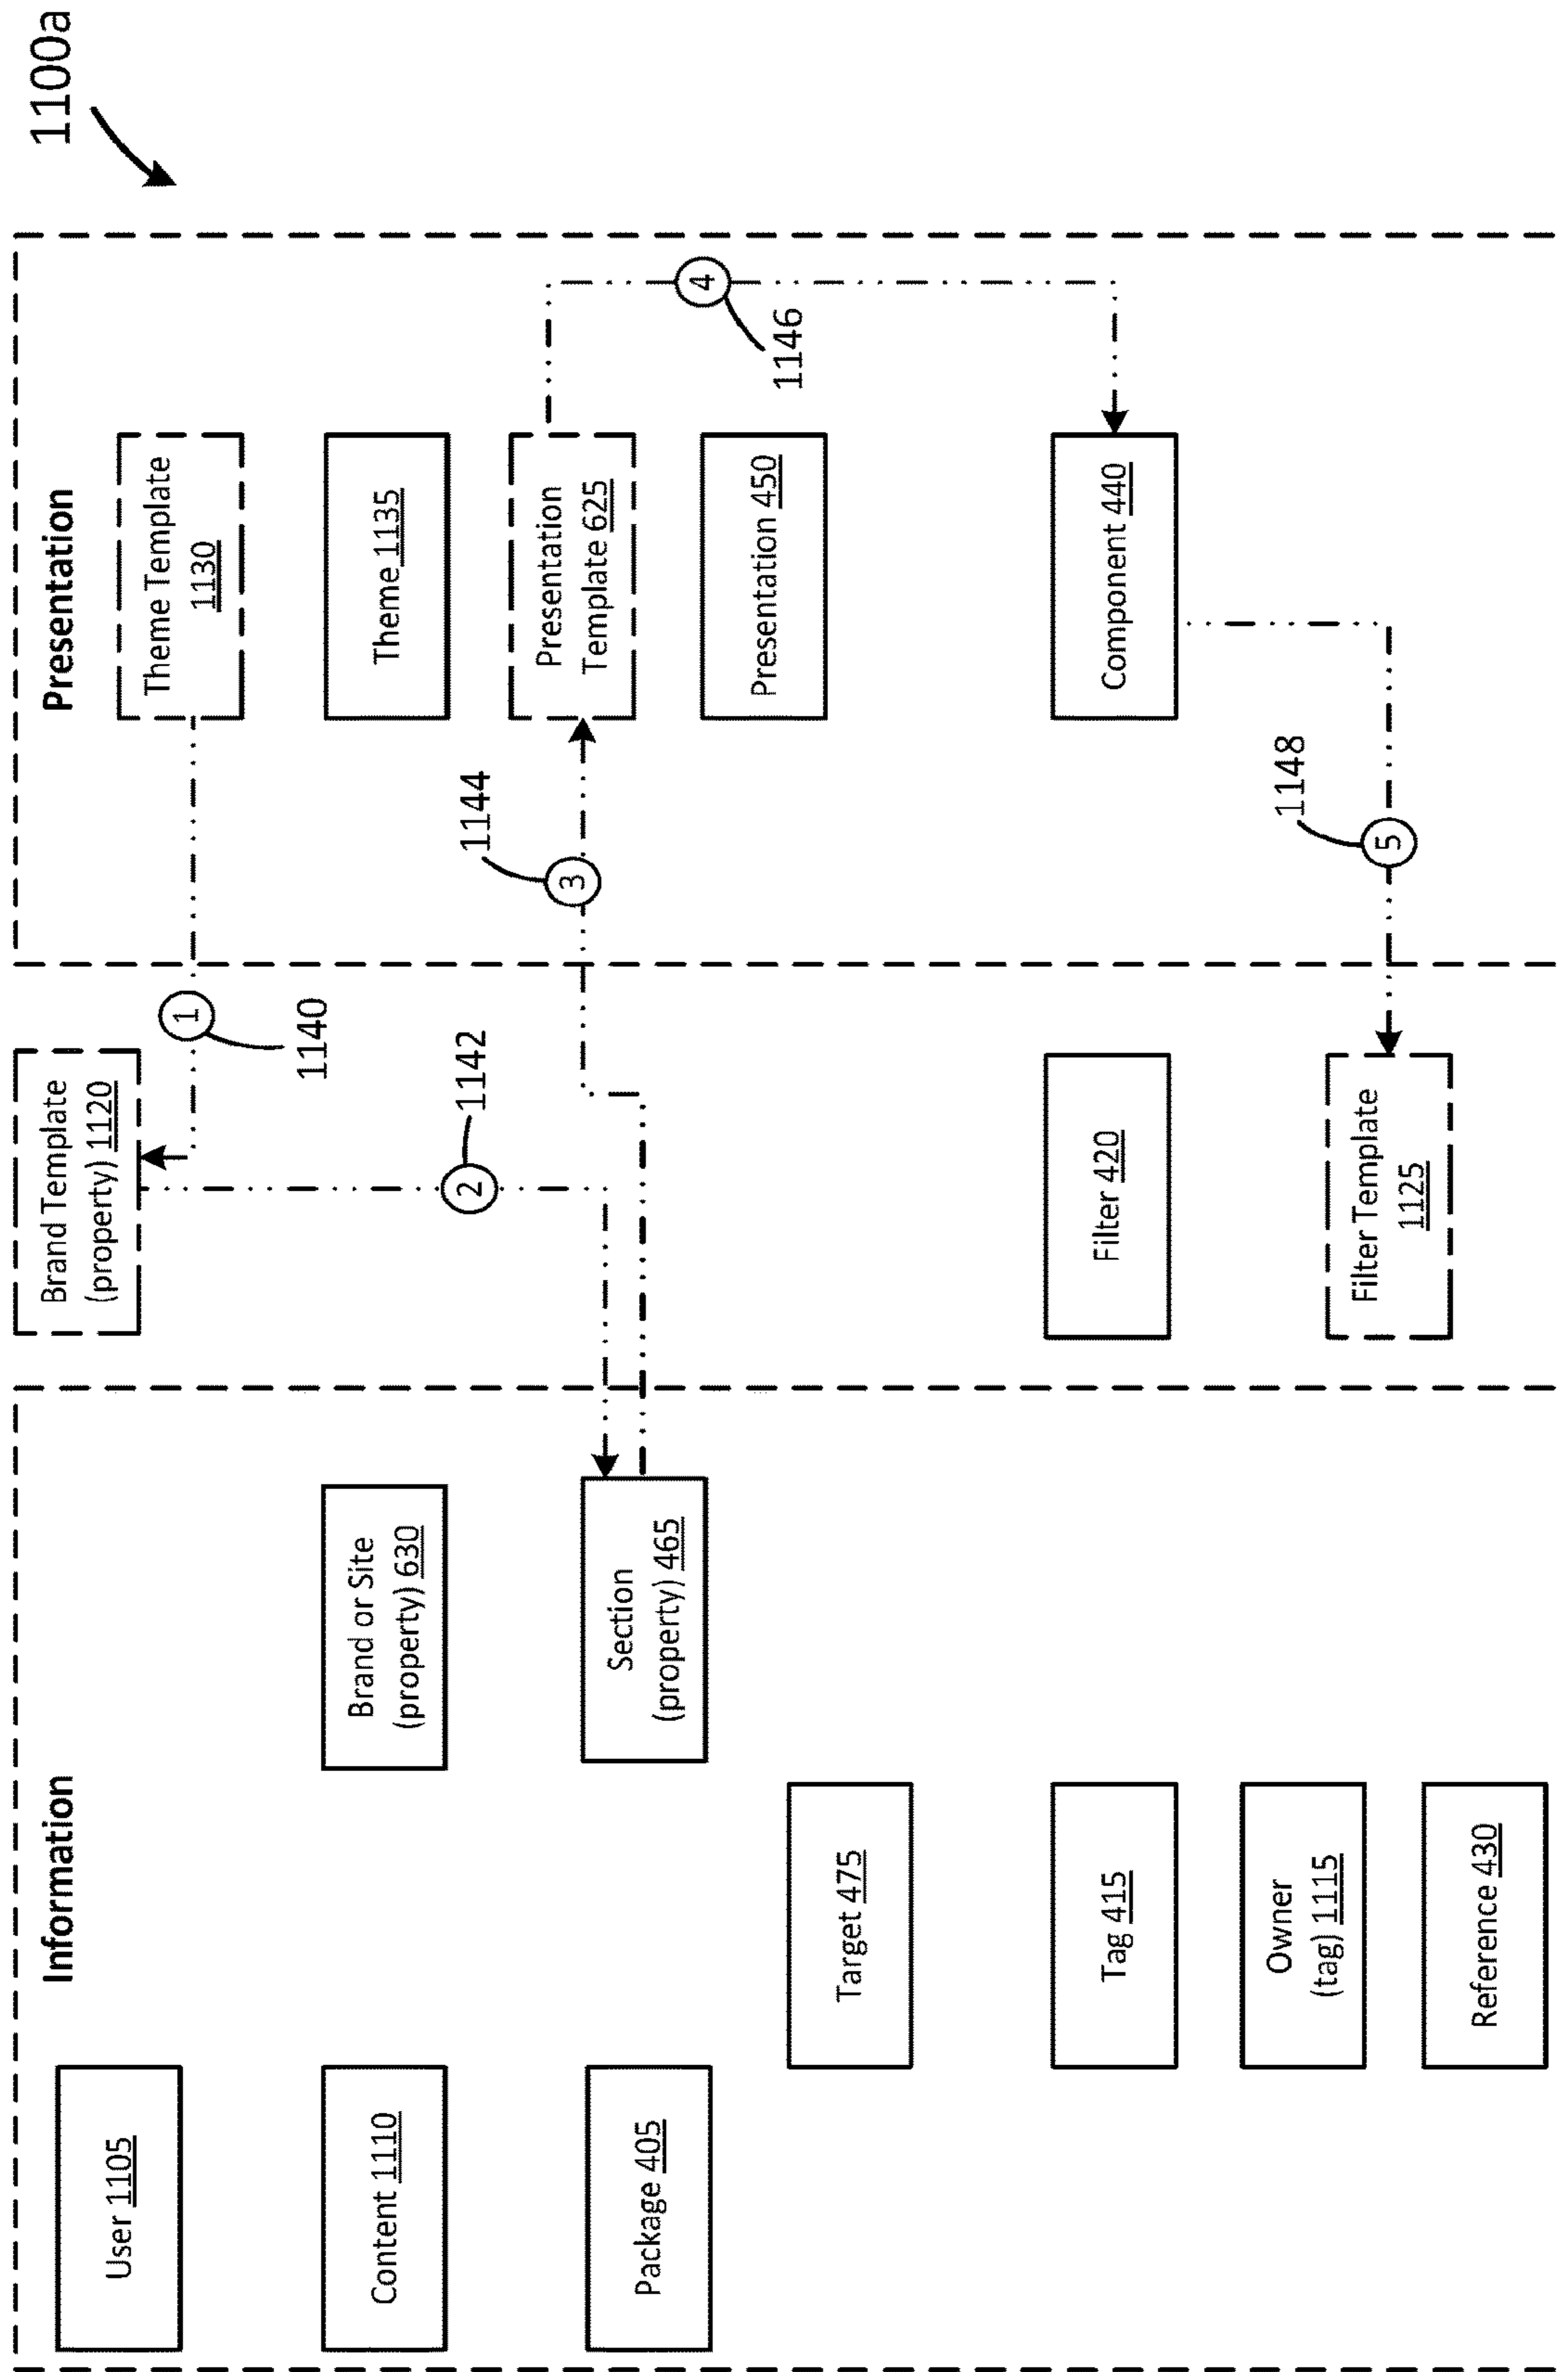 1100a
Information
Presentation
User 1105
Content 1110
Package 405
Brand or Site
(property) 630
Section
(property) 465
Target 475
Tag 415
Owner
(tag) 1115
Reference 430
Brand Template
(property) 1120
1
1140
2
1142
3
1144
Filter 420
Filter Template
1125
Theme Template
1130
Theme 1135
Presentation
Template 625
Presentation 450
Component 440
4
1146
5
1148